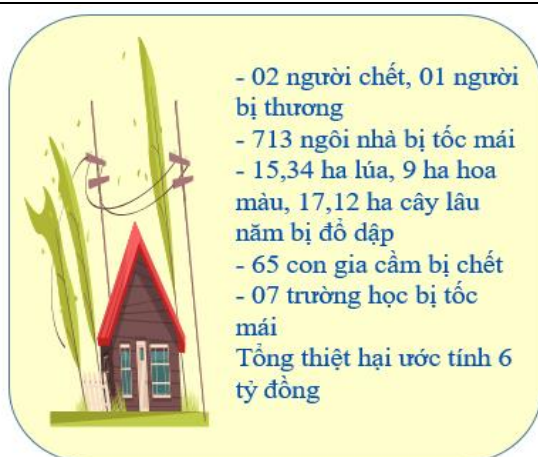 - 02 người chết, 01 người
bị thương
- 713 ngôi nhà bị tốc mái
- 15,34 ha lúa, 9 ha hoa
màu, 17,12 ha cây lâu
năm bị đổ dập
- 65 con gia cầm bị chết
- 07 trường học bị tốc
mái
Tổng thiệt hại ước tính 6
tỷ đồng